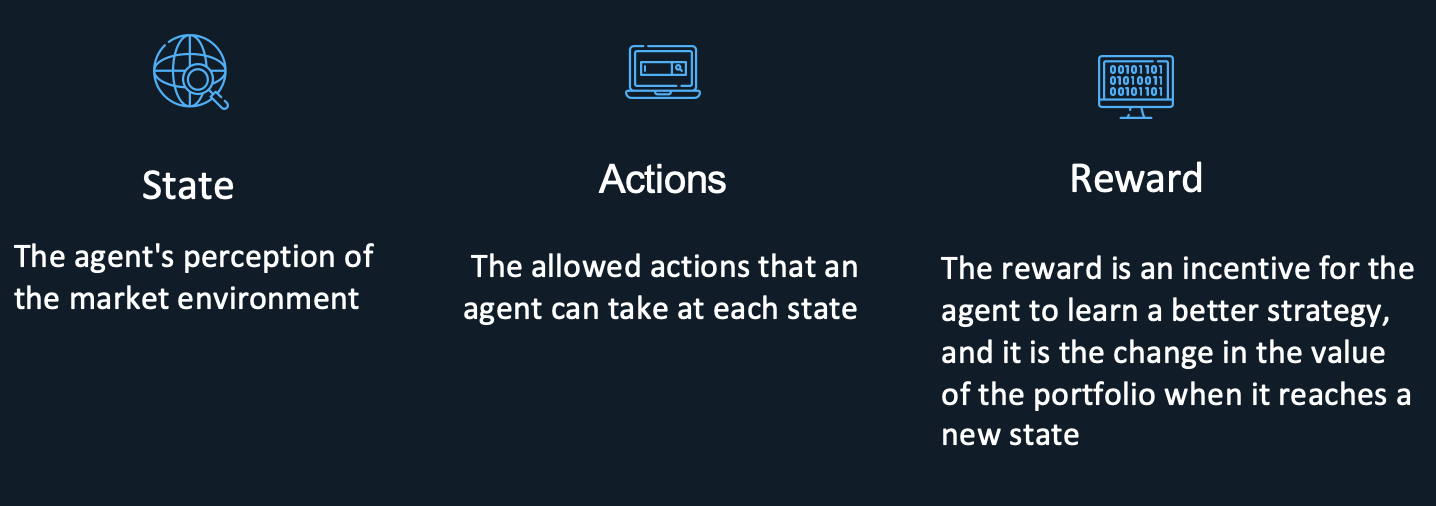 00101101
01010011
00101101
State
Actions
Reward
The agent's perception of
the market environment
The allowed actions that an
agent can take at each state
The reward is an incentive for the
agent to learn a better strategy,
and it is the change in the value
of the portfolio when it reaches a
new state